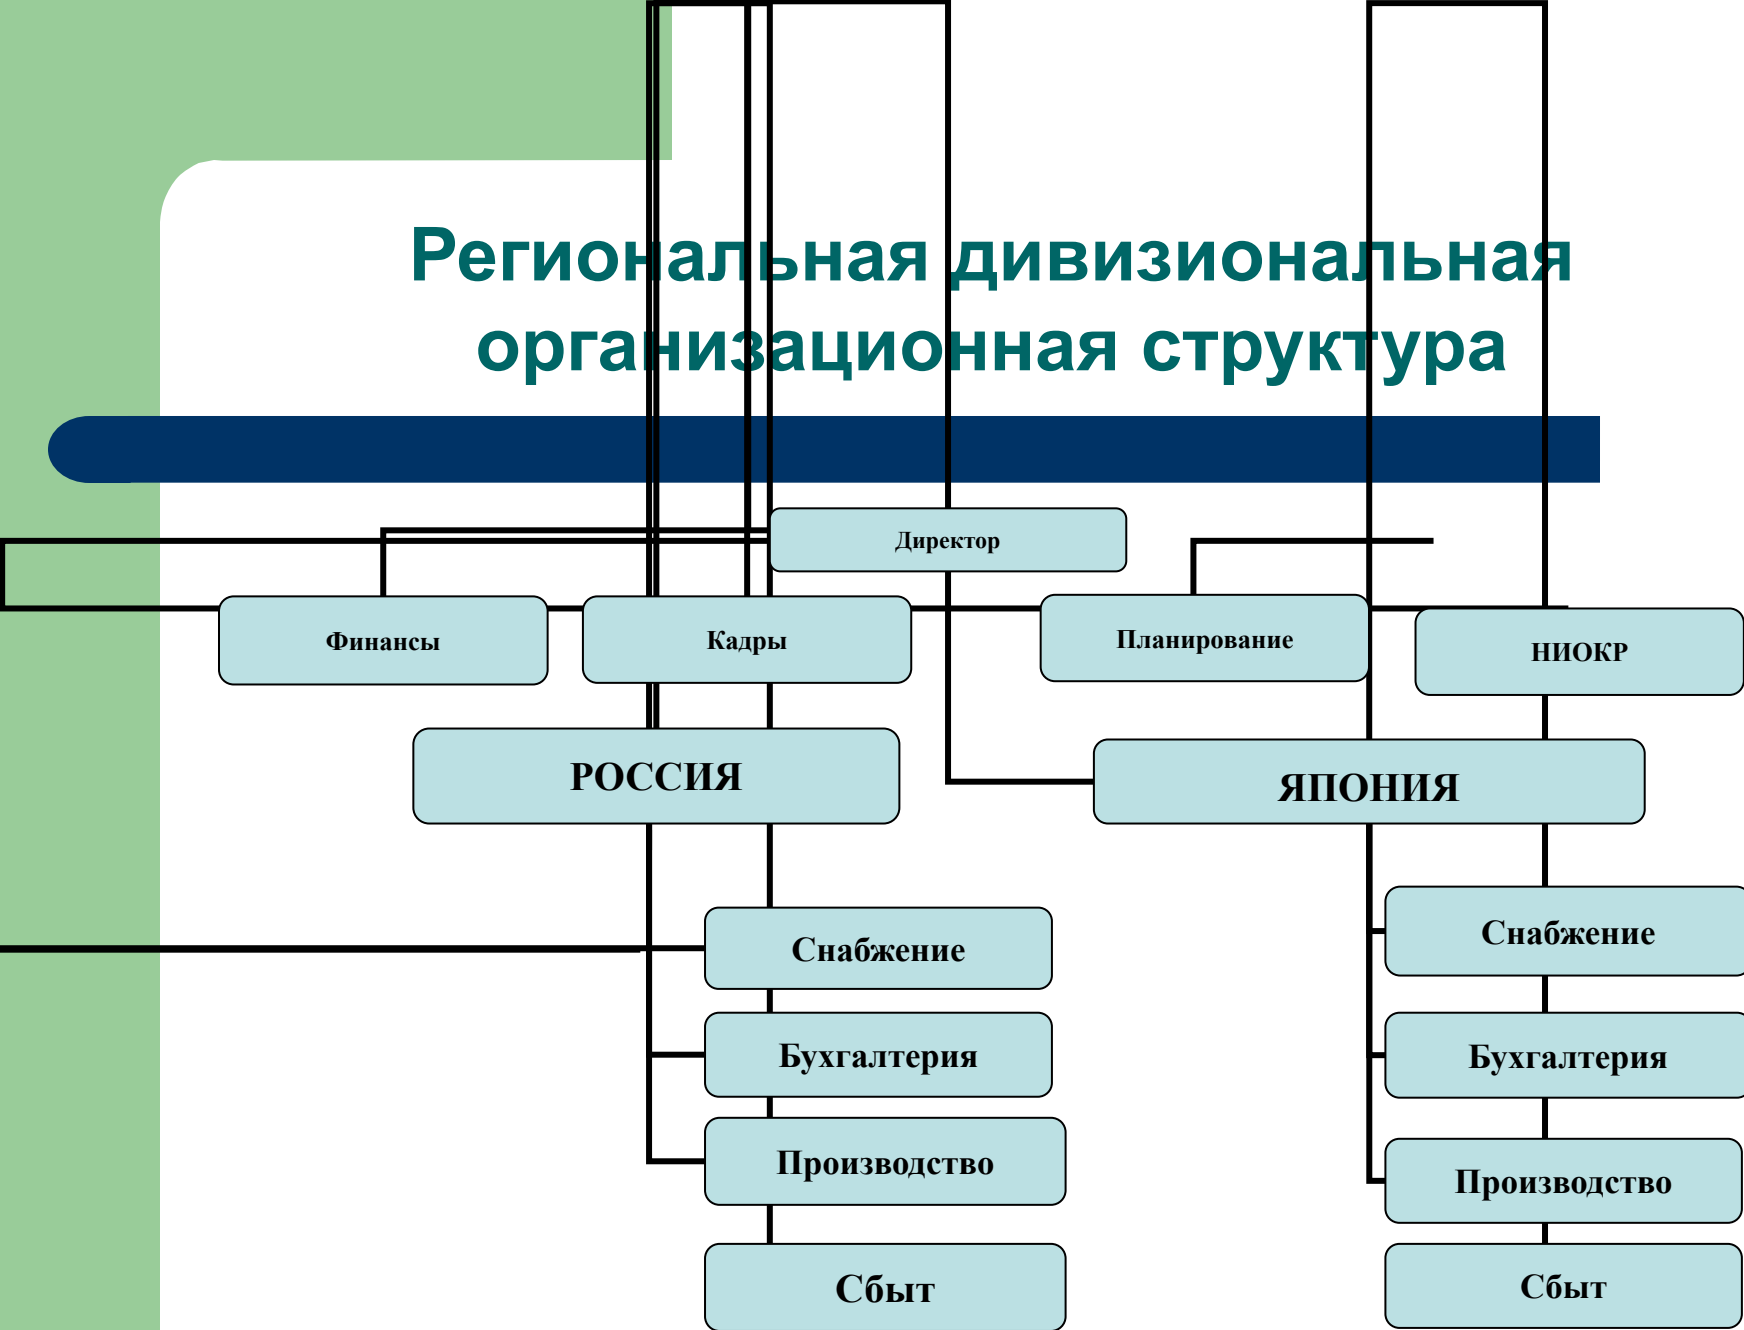 Региональная дивизиональная
организационная структура
Директор
Финансы
Кадры
Планирование
НИОКР
РОССИЯ
ЯПОНИЯ
Снабжение
Бухгалтерия
Производство
Сбыт
Снабжение
Бухгалтерия
Производство
Сбыт